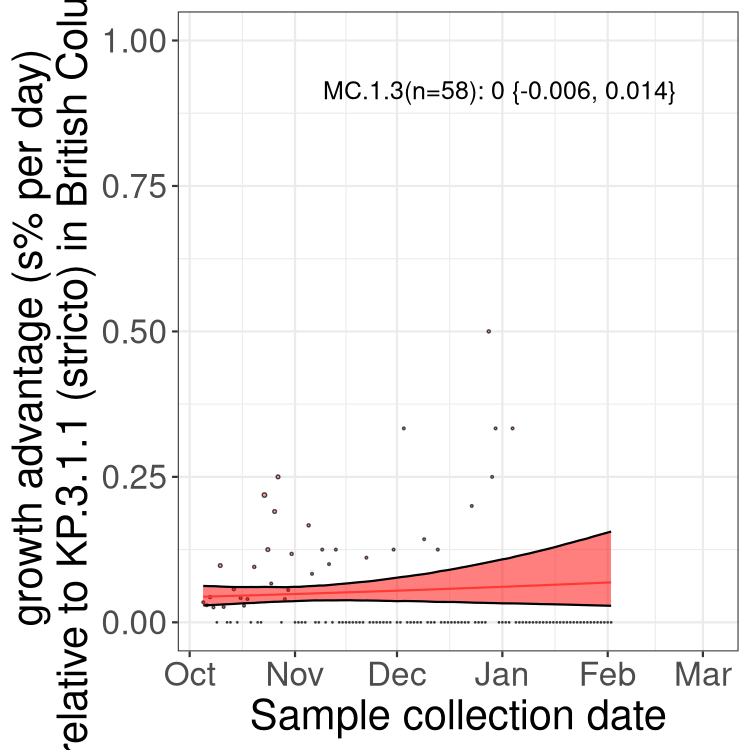 growth advantage (s% per day)
relative to KP.3.1.1 (stricto) in British Colu
1.00
0.75
0.50
0.25
0.00
MC.1.3(n=58): 0 {-0.006, 0.014}
Oct Nov Dec Jan Feb Mar
Sample collection date